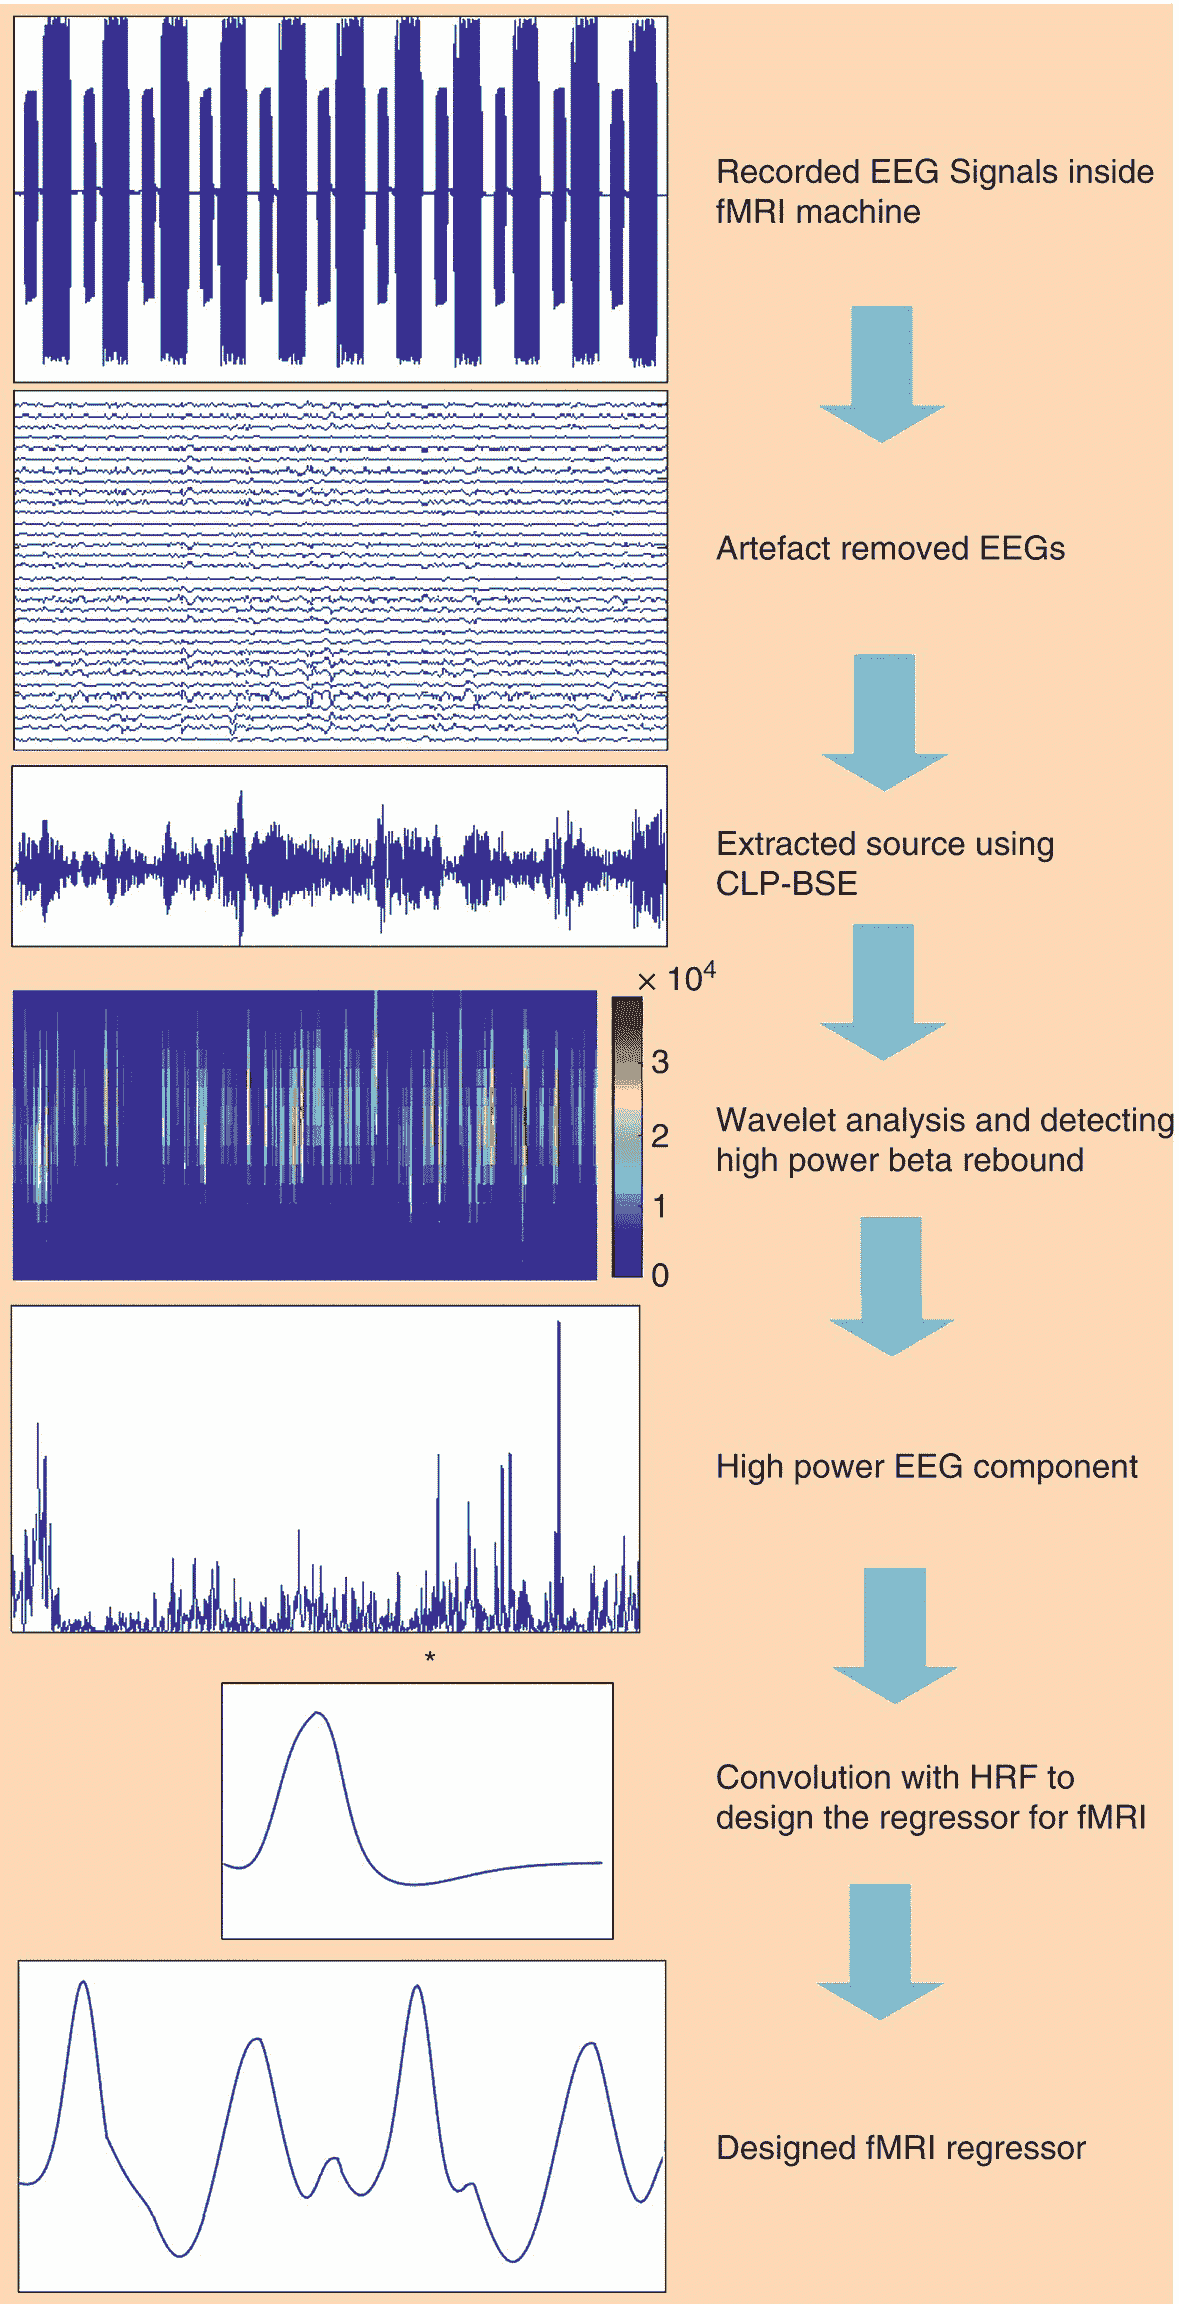 Recorded EEG Signals inside
fMRI machine
Artefact removed EEGs
Extracted source using
CLP-BSE
× 10⁴
3
2
1
0
Wavelet analysis and detecting
high power beta rebound
High power EEG component
*
Convolution with HRF to
design the regressor for fMRI
Designed fMRI regressor